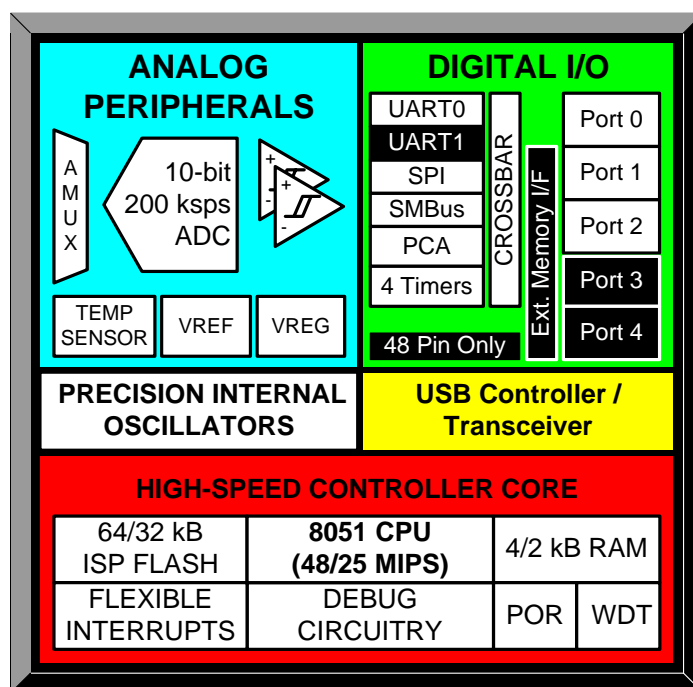 ANALOG
PERIPHERALS
A
M
U
X
10-bit
200 ksps
ADC
+
-
+
-
TEMP
SENSOR
VREF
VREG
DIGITAL I/O
UART0
UART1
SPI
SMBus
PCA
4 Timers
CROSSBAR
Ext. Memory I/F
Port 0
Port 1
Port 2
Port 3
Port 4
48 Pin Only
PRECISION INTERNAL
OSCILLATORS
USB Controller /
Transceiver
HIGH-SPEED CONTROLLER CORE
64/32 kB
ISP FLASH
8051 CPU
(48/25 MIPS)
4/2 kB RAM
FLEXIBLE
INTERRUPTS
DEBUG
CIRCUITRY
POR
WDT